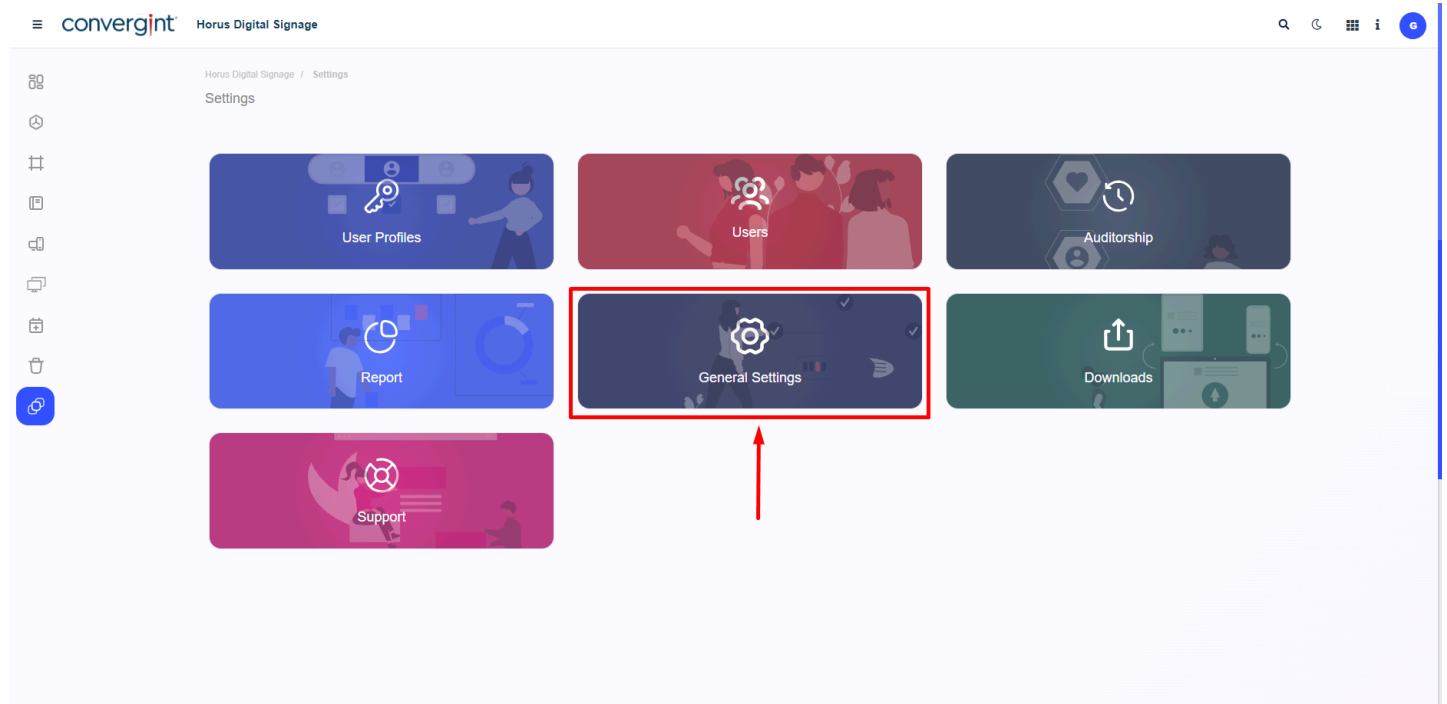 convergint Horus Digital Signage
i G
Horus Digital Signage / Settings
Settings
User Profiles
Users
Auditorship
Report
General Settings
Downloads
Support